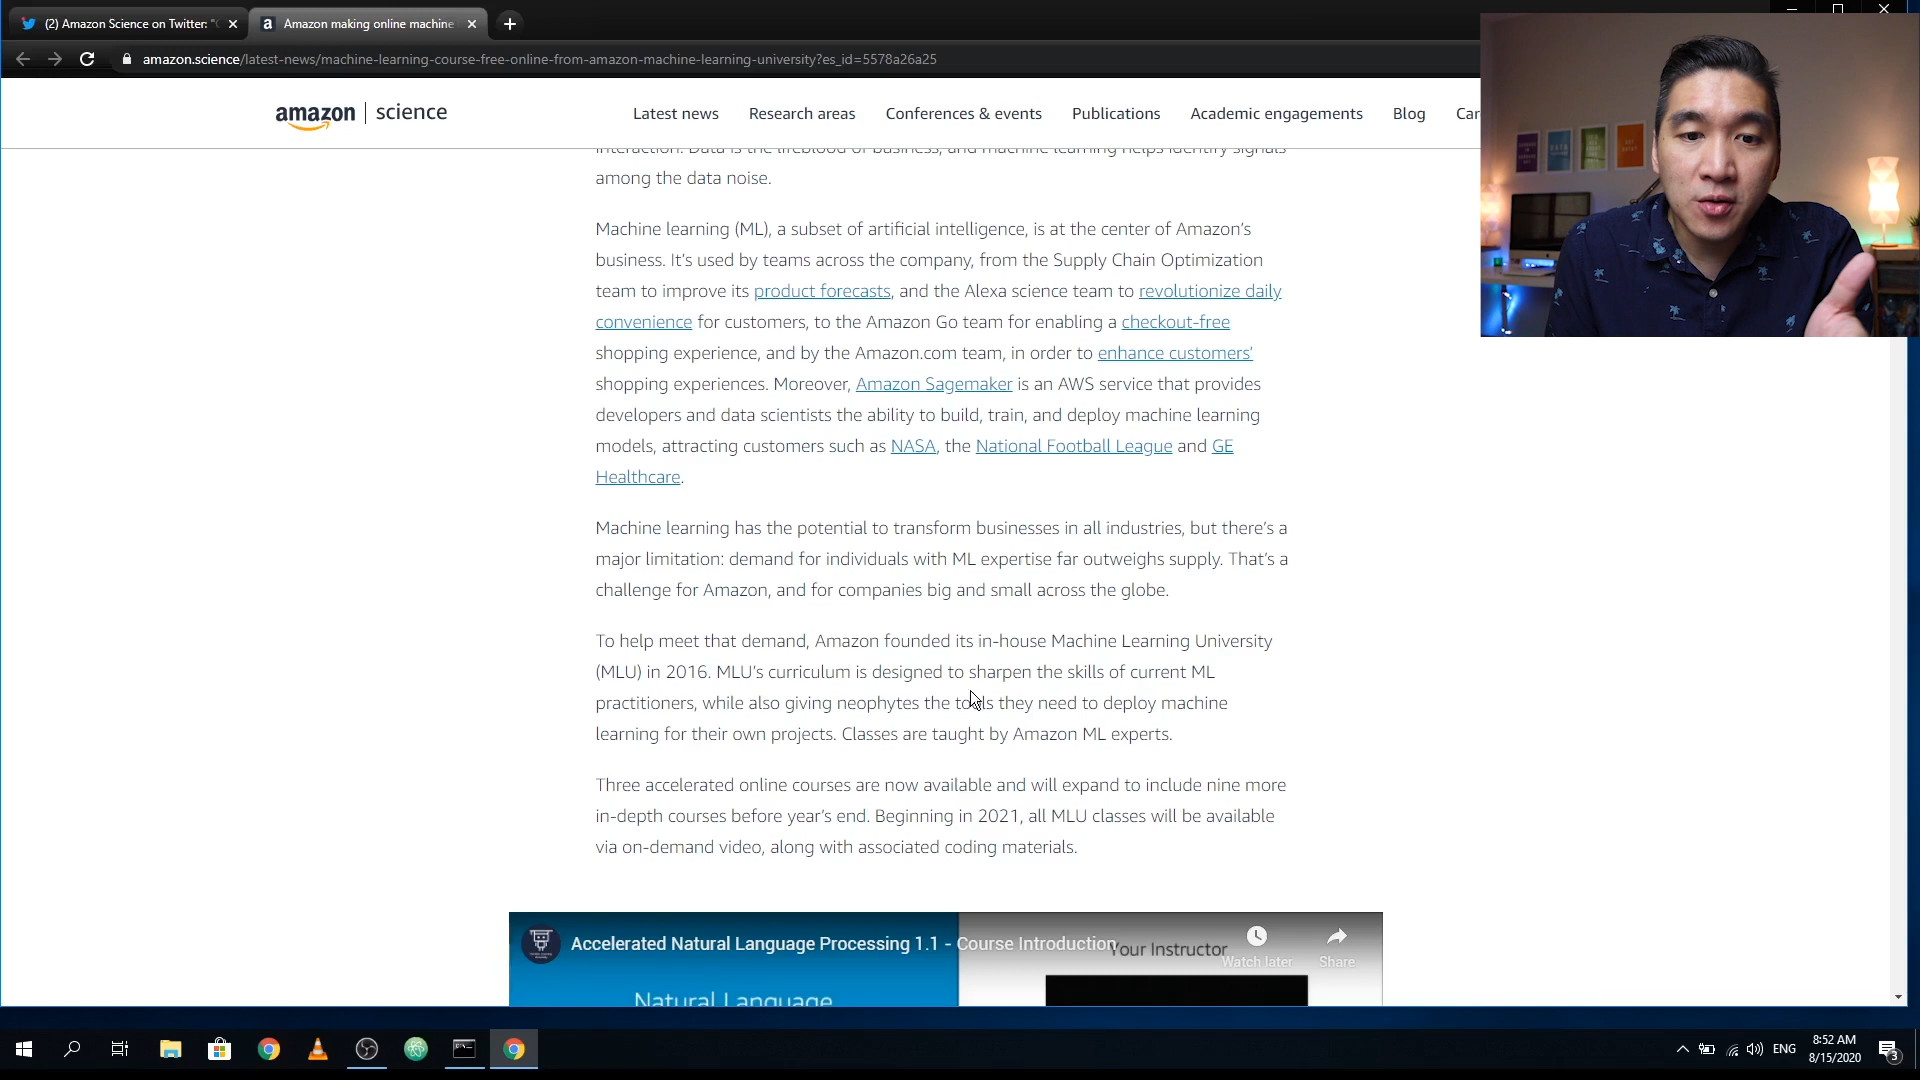 (2) Amazon Science on Twitter: "
Amazon making online machine
amazon.science/latest-news/machine-learning-course-free-online-from-amazon-machine-learning-university?es_id=5578a26a25
amazon | science
Latest news
Research areas
Conferences & events
Publications
Academic engagements
Blog
Car
interaction. Data is the lifeblood of business, and machine learning helps identify signals
among the data noise.
Machine learning (ML), a subset of artificial intelligence, is at the center of Amazon's
business. It's used by teams across the company, from the Supply Chain Optimization
team to improve its product forecasts, and the Alexa science team to revolutionize daily
convenience for customers, to the Amazon Go team for enabling a checkout-free
shopping experience, and by the Amazon.com team, in order to enhance customers'
shopping experiences. Moreover, Amazon Sagemaker is an AWS service that provides
developers and data scientists the ability to build, train, and deploy machine learning
models, attracting customers such as NASA, the National Football League and GE
Healthcare.
Machine learning has the potential to transform businesses in all industries, but there's a
major limitation: demand for individuals with ML expertise far outweighs supply. That's a
challenge for Amazon, and for companies big and small across the globe.
To help meet that demand, Amazon founded its in-house Machine Learning University
(MLU) in 2016. MLU's curriculum is designed to sharpen the skills of current ML
practitioners, while also giving neophytes the tools they need to deploy machine
learning for their own projects. Classes are taught by Amazon ML experts.
Three accelerated online courses are now available and will expand to include nine more
in-depth courses before year's end. Beginning in 2021, all MLU classes will be available
via on-demand video, along with associated coding materials.
Accelerated Natural Language Processing 1.1 - Course Introduction
Your Instructor
Watch later
Share
Natural Language
ENG
8:52 AM
8/15/2020
3